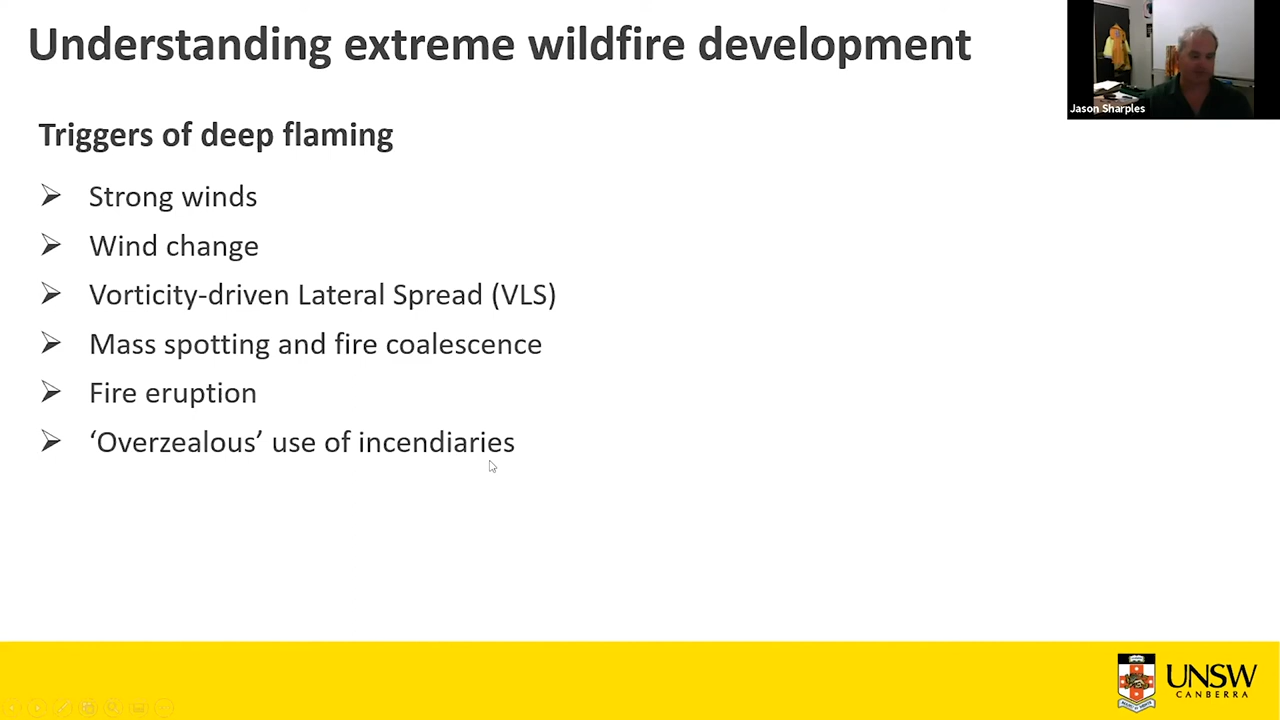 Understanding extreme wildfire development
Jason Sharples
Triggers of deep flaming
Strong winds
Wind change
Vorticity-driven Lateral Spread (VLS)
Mass spotting and fire coalescence
Fire eruption
‘Overzealous’ use of incendiaries
UNSW
CANBERRA